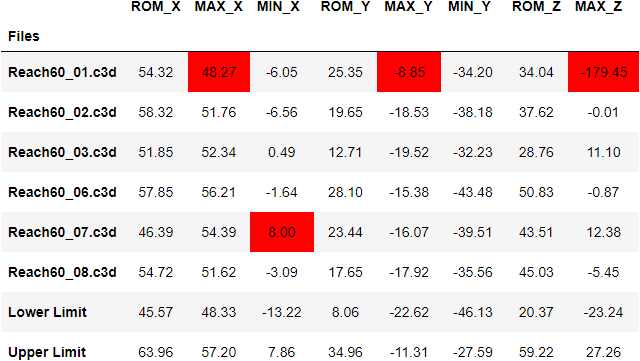 ROM_X MAX_X MIN_X ROM_Y MAX_Y MIN_Y ROM_Z MAX_Z
Files
Reach60_01.c3d 54.32 48.27 -6.05 25.35 -8.85 -34.20 34.04 -179.45
Reach60_02.c3d 58.32 51.76 -6.56 19.65 -18.53 -38.18 37.62 -0.01
Reach60_03.c3d 51.85 52.34 0.49 12.71 -19.52 -32.23 28.76 11.10
Reach60_06.c3d 57.85 56.21 -1.64 28.10 -15.38 -43.48 50.83 -0.87
Reach60_07.c3d 46.39 54.39 8.00 23.44 -16.07 -39.51 43.51 12.38
Reach60_08.c3d 54.72 51.62 -3.09 17.65 -17.92 -35.56 45.03 -5.45
Lower Limit 45.57 48.33 -13.22 8.06 -22.62 -46.13 20.37 -23.24
Upper Limit 63.96 57.20 7.86 34.96 -11.31 -27.59 59.22 27.26